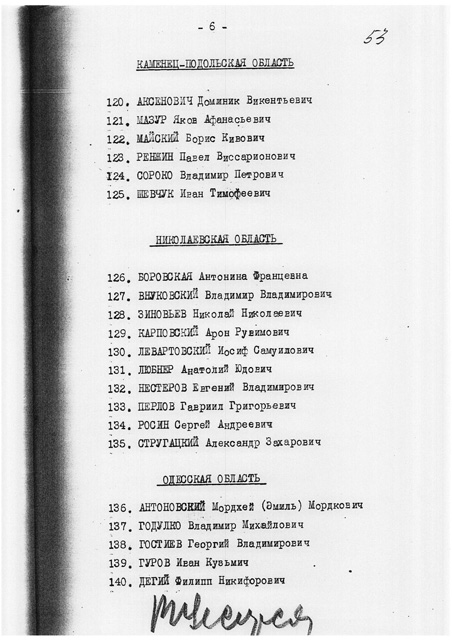 - 6 -
53
КАМЕНЕЦ-ПОДОЛЬСКАЯ ОБЛАСТЬ
120. АКСЕНОВИЧ Доминик Викентьевич
121. МАЗУР Яков Афанасьевич
122. МАЙСКИЙ Борис Кивович
123. РЕНЖИН Павел Виссарионович
124. СОРОКО Владимир Петрович
125. ШЕВЧУК Иван Тимофеевич
НИКОЛАЕВСКАЯ ОБЛАСТЬ
126. БОРОВСКАЯ Антонина Францевна
127. ВНУКОВСКИЙ Владимир Владимирович
128. ЗИНОВЬЕВ Николай Николаевич
129. КАРПОВСКИЙ Арон Рувимович
130. ЛЕВАРТОВСКИЙ Иосиф Самуилович
131. ЛЮБНЕР Анатолий Юдович
132. НЕСТЕРОВ Евгений Владимирович
133. ПЕРЛОВ Гавриил Григорьевич
134. РОСИН Сергей Андреевич
135. СТРУГАЦКИЙ Александр Захарович
ОДЕССКАЯ ОБЛАСТЬ
136. АНТОНОВСКИЙ Мордхей (Эмиль) Мордкович
137. ГОДУЛКО Владимир Михайлович
138. ГОСТИЕВ Георгий Владимирович
139. ГУРОВ Иван Кузьмич
140. ДЕГИЙ Филипп Никифорович